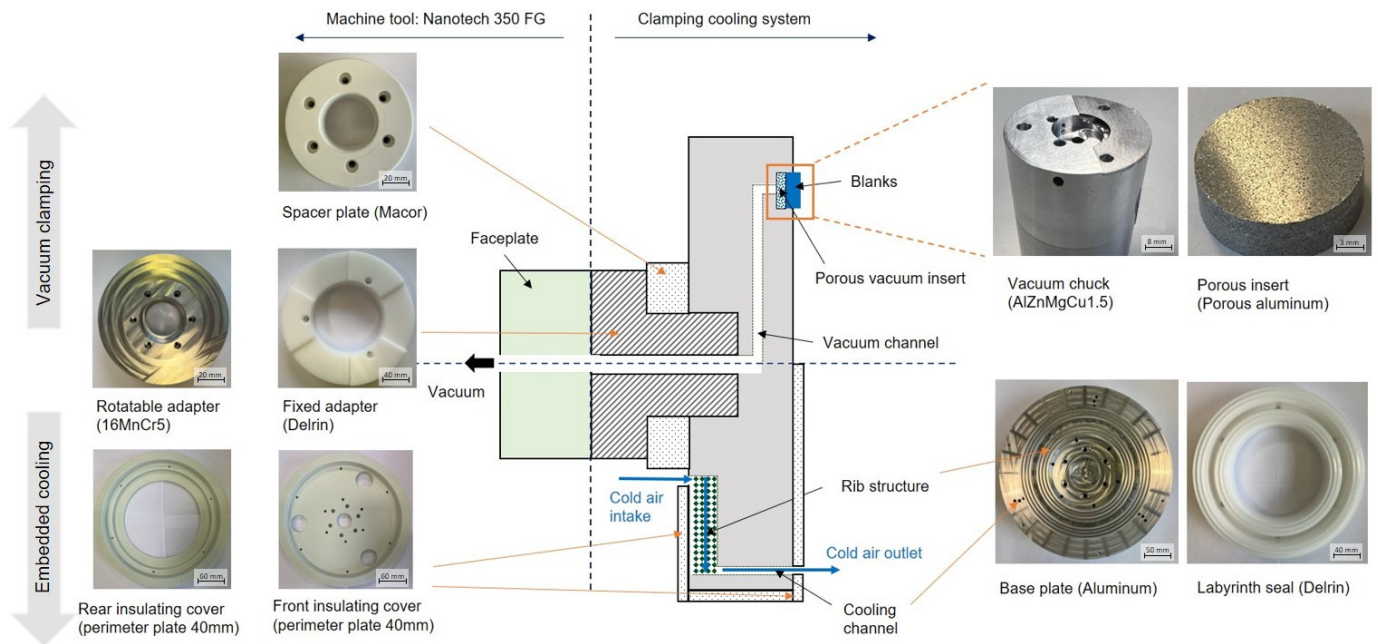 Machine tool: Nanotech 350 FG
Clamping cooling system
Vacuum clamping
Embedded cooling
20 mm
Spacer plate (Macor)
Faceplate
20 mm
Rotatable adapter
(16MnCr5)
40 mm
Fixed adapter
(Delrin)
Vacuum
60 mm
Rear insulating cover
(perimeter plate 40mm)
60 mm
Front insulating cover
(perimeter plate 40mm)
Cold air
intake
Blanks
Porous vacuum insert
Vacuum channel
Rib structure
Cold air outlet
Cooling
channel
8 mm
Vacuum chuck
(AlZnMgCu1.5)
3 mm
Porous insert
(Porous aluminum)
50 mm
Base plate (Aluminum)
40 mm
Labyrinth seal (Delrin)